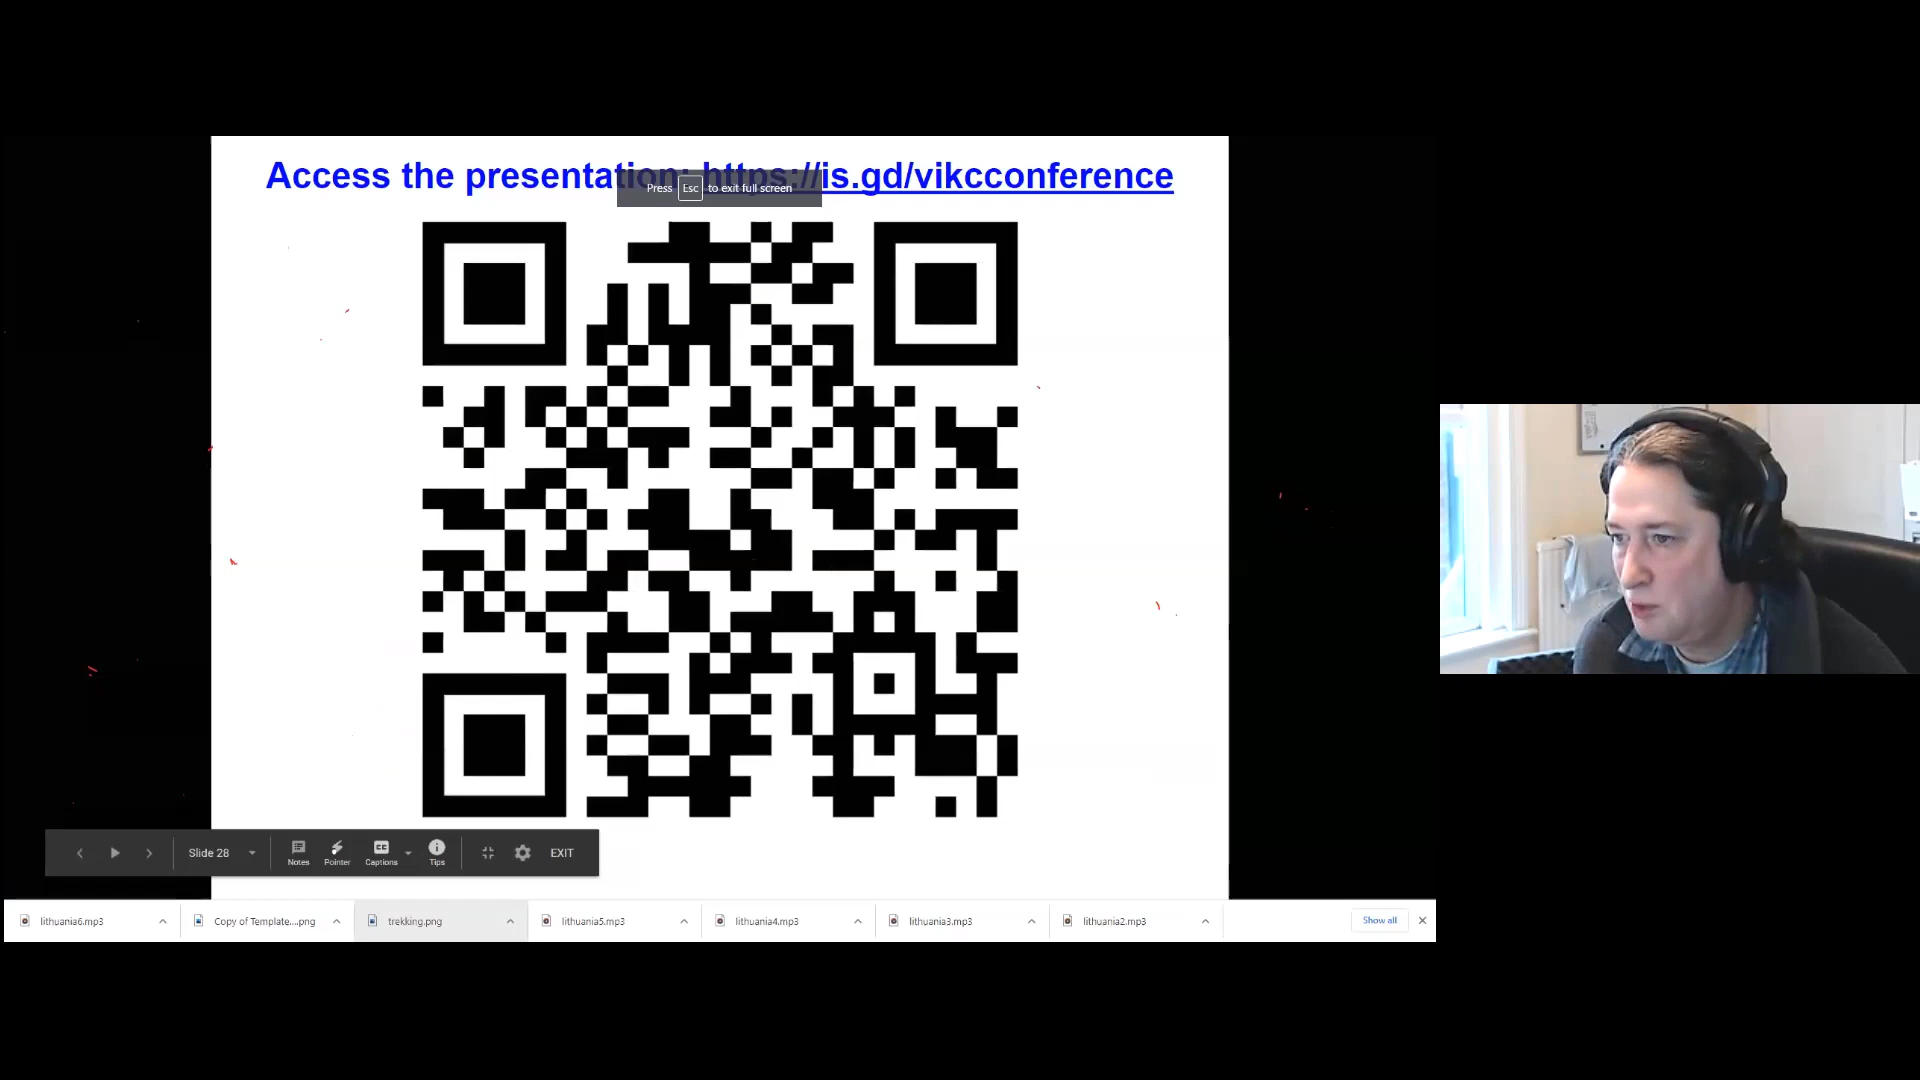 Access the presentation: https://is.gd/vikcconference
Press Esc to exit full screen
Slide 28
Notes
Pointer
Captions
Tips
EXIT
lithuania6.mp3
Copy of Template....png
trekking.png
lithuania5.mp3
lithuania4.mp3
lithuania3.mp3
lithuania2.mp3
Show all